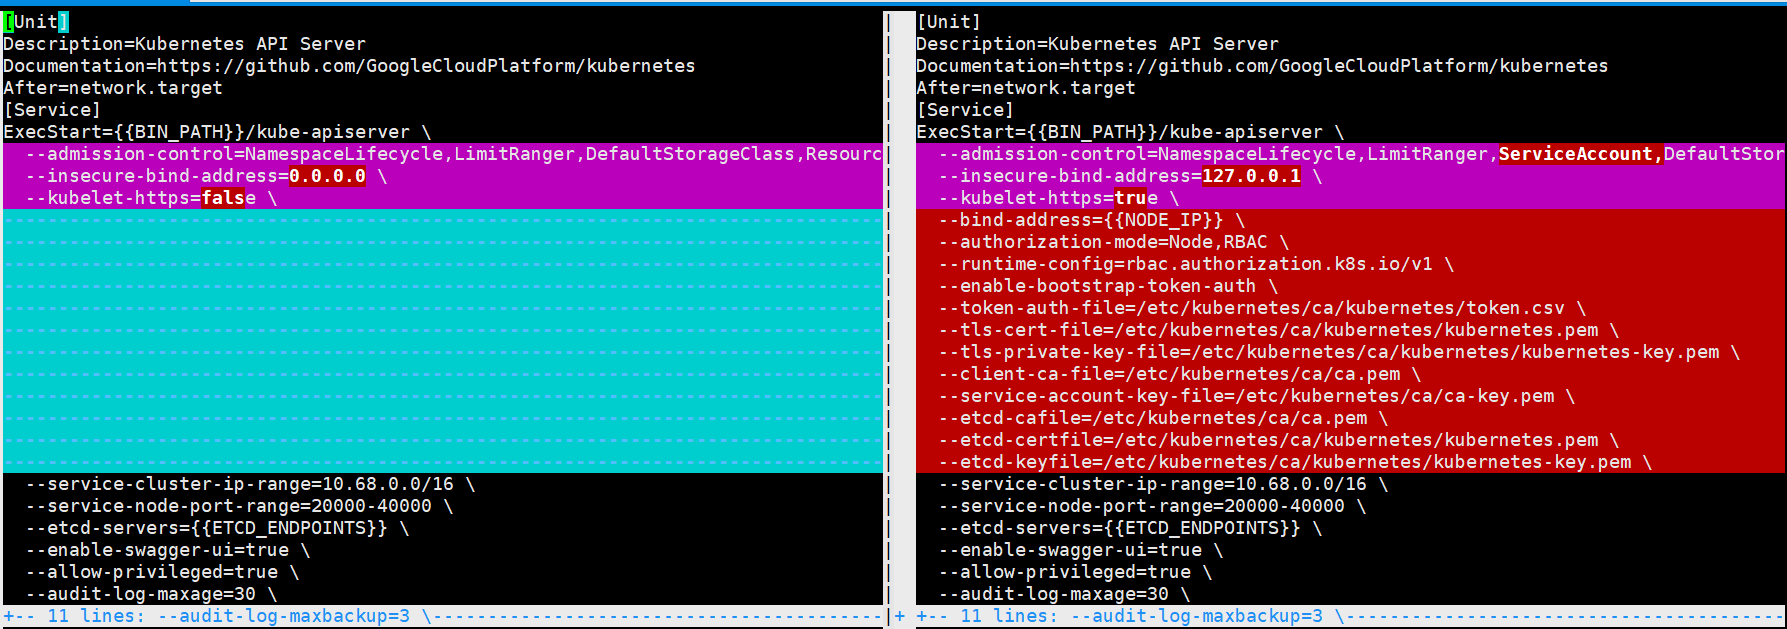 [Unit]
Description=Kubernetes API Server
Documentation=https://github.com/GoogleCloudPlatform/kubernetes
After=network.target
[Service]
ExecStart={{BIN_PATH}}/kube-apiserver \
  --admission-control=NamespaceLifecycle,LimitRanger,DefaultStorageClass,Resourc
  --insecure-bind-address=0.0.0.0 \
  --kubelet-https=false \
  --service-cluster-ip-range=10.68.0.0/16 \
  --service-node-port-range=20000-40000 \
  --etcd-servers={{ETCD_ENDPOINTS}} \
  --enable-swagger-ui=true \
  --allow-privileged=true \
  --audit-log-maxage=30 \
+-- 11 lines: --audit-log-maxbackup=3 \-----------------------------------------
[Unit]
Description=Kubernetes API Server
Documentation=https://github.com/GoogleCloudPlatform/kubernetes
After=network.target
[Service]
ExecStart={{BIN_PATH}}/kube-apiserver \
  --admission-control=NamespaceLifecycle,LimitRanger,ServiceAccount,DefaultStor
  --insecure-bind-address=127.0.0.1 \
  --kubelet-https=true \
  --bind-address={{NODE_IP}} \
  --authorization-mode=Node,RBAC \
  --runtime-config=rbac.authorization.k8s.io/v1 \
  --enable-bootstrap-token-auth \
  --token-auth-file=/etc/kubernetes/ca/kubernetes/token.csv \
  --tls-cert-file=/etc/kubernetes/ca/kubernetes/kubernetes.pem \
  --tls-private-key-file=/etc/kubernetes/ca/kubernetes/kubernetes-key.pem \
  --client-ca-file=/etc/kubernetes/ca/ca.pem \
  --service-account-key-file=/etc/kubernetes/ca/ca-key.pem \
  --etcd-cafile=/etc/kubernetes/ca/ca.pem \
  --etcd-certfile=/etc/kubernetes/ca/kubernetes/kubernetes.pem \
  --etcd-keyfile=/etc/kubernetes/ca/kubernetes/kubernetes-key.pem \
  --service-cluster-ip-range=10.68.0.0/16 \
  --service-node-port-range=20000-40000 \
  --etcd-servers={{ETCD_ENDPOINTS}} \
  --enable-swagger-ui=true \
  --allow-privileged=true \
  --audit-log-maxage=30 \
+ +-- 11 lines: --audit-log-maxbackup=3 \----------------------------------------